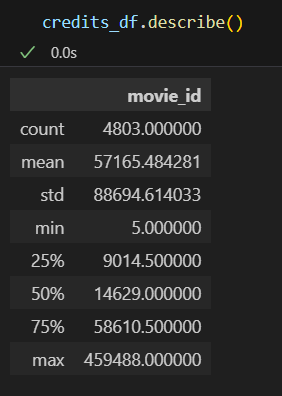 credits_df.describe()
0.0s
movie_id
count 4803.000000
mean 57165.484281
std 88694.614033
min 5.000000
25% 9014.500000
50% 14629.000000
75% 58610.500000
max 459488.000000